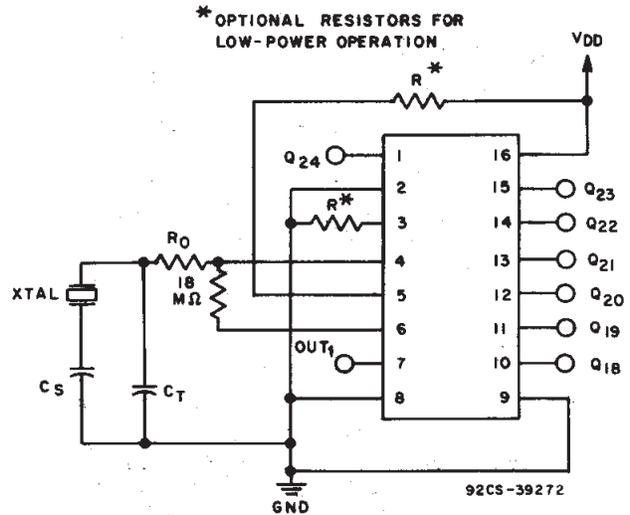 *OPTIONAL RESISTORS FOR
LOW-POWER OPERATION
VDD
R*
Q24
1
16
2
15
Q23
R*
3
14
Q22
RO
4
13
Q21
XTAL
18
MΩ
5
12
Q20
6
11
Q19
OUT1
7
10
Q18
CS
CT
8
9
92CS-39272
GND